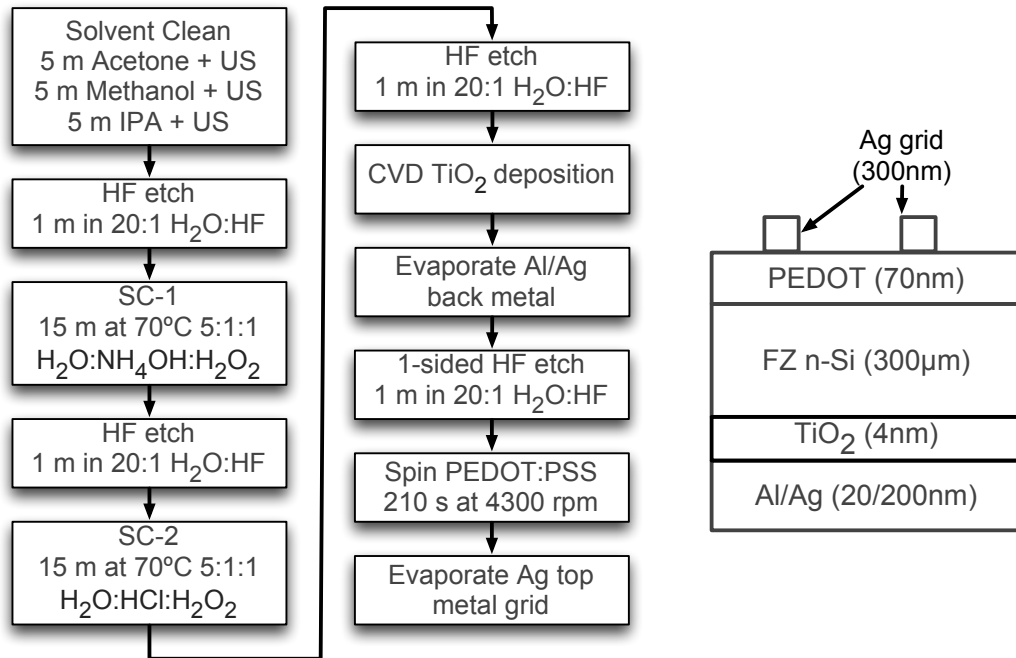 Solvent Clean
5 m Acetone + US
5 m Methanol + US
5 m IPA + US
HF etch
1 m in 20:1 H₂O:HF
SC-1
15 m at 70ºC 5:1:1
H₂O:NH₄OH:H₂O₂
HF etch
1 m in 20:1 H₂O:HF
SC-2
15 m at 70ºC 5:1:1
H₂O:HCl:H₂O₂
HF etch
1 m in 20:1 H₂O:HF
CVD TiO₂ deposition
Evaporate Al/Ag
back metal
1-sided HF etch
1 m in 20:1 H₂O:HF
Spin PEDOT:PSS
210 s at 4300 rpm
Evaporate Ag top
metal grid
Ag grid
(300nm)
PEDOT (70nm)
FZ n-Si (300µm)
TiO₂ (4nm)
Al/Ag (20/200nm)